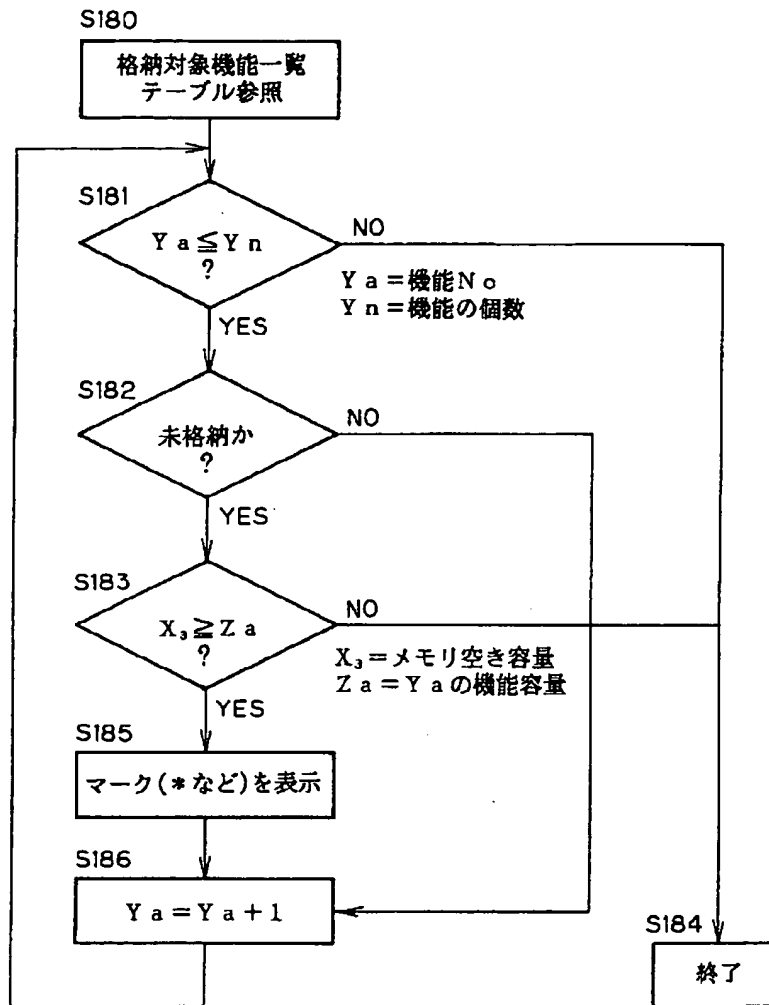 S180
格納対象機能一覧
テーブル参照
S181
Ya≦Yn
?
NO
Ya=機能No
Yn=機能の個数
YES
S182
未格納か
?
NO
YES
S183
X₃≧Za
?
NO
X₃=メモリ空き容量
Za=Yaの機能容量
YES
S185
マーク(*など)を表示
S186
Ya=Ya+1
S184
終了